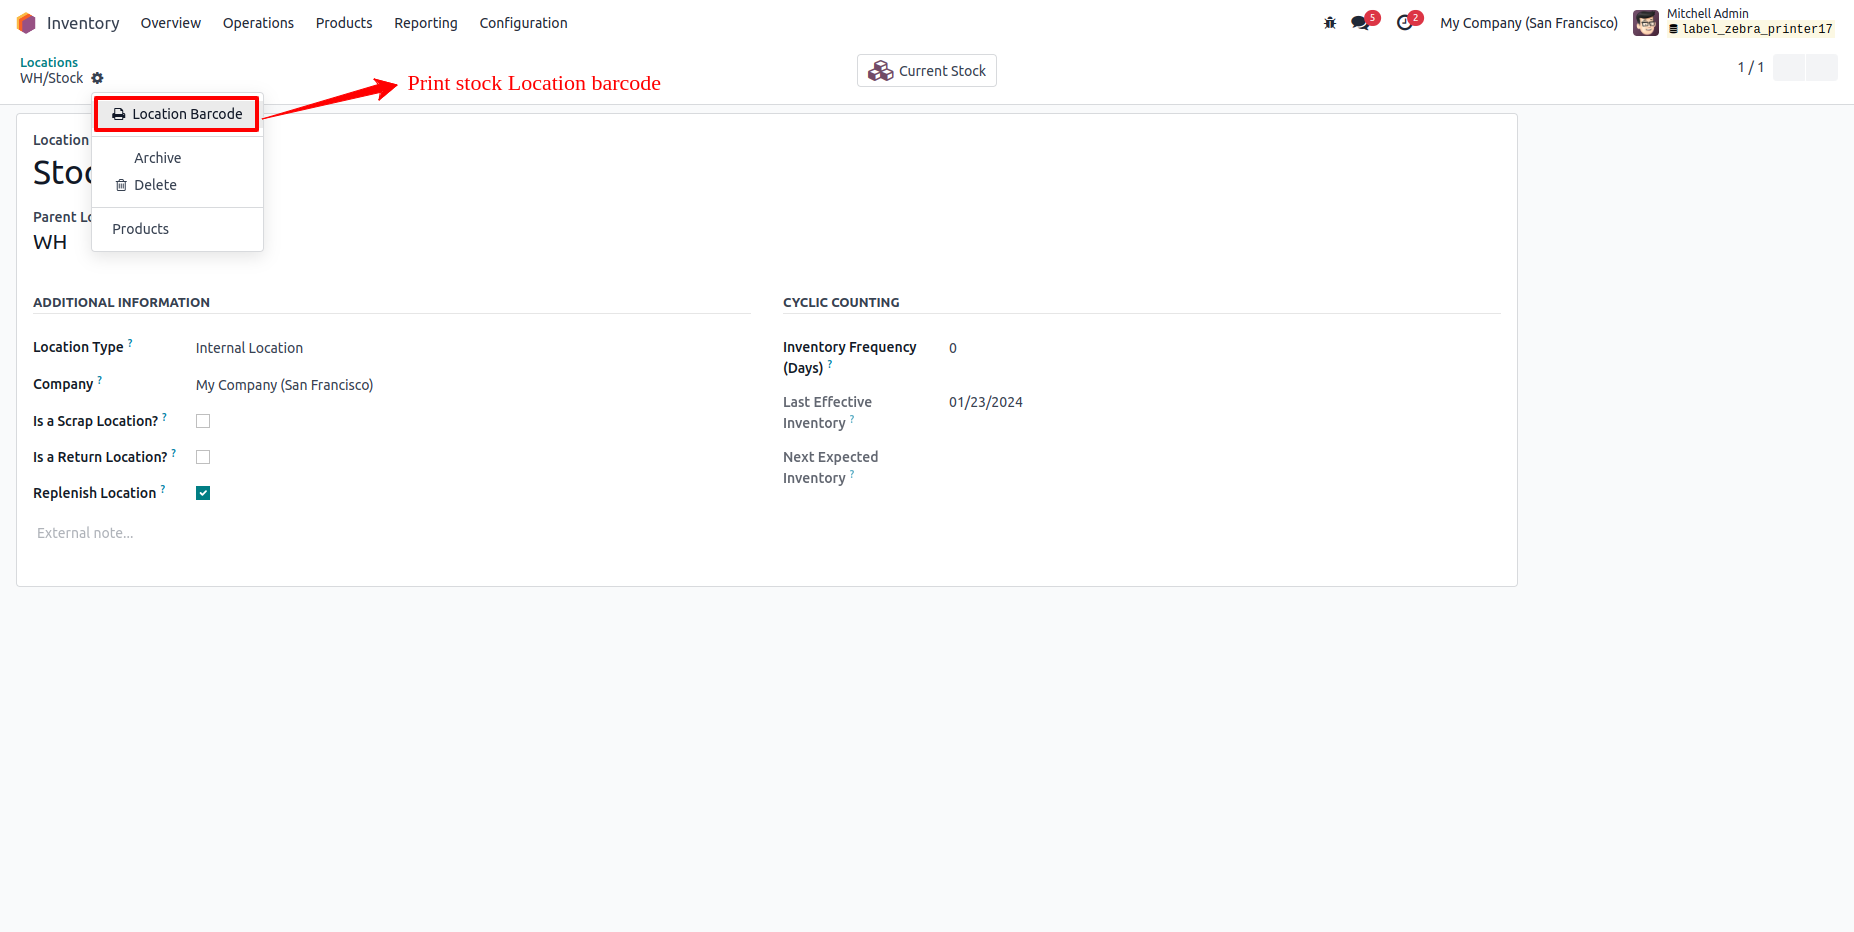 Inventory Overview Operations Products Reporting Configuration 5 2 My Company (San Francisco) Mitchell Admin
label_zebra_printer17
Locations
WH/Stock
Current Stock
1 / 1
Print stock Location barcode
Location Barcode
Archive
Delete
Products
Location
Stoc
Parent Lo
WH
ADDITIONAL INFORMATION
Location Type ? Internal Location
Company ? My Company (San Francisco)
Is a Scrap Location? ?
Is a Return Location? ?
Replenish Location ?
External note...
CYCLIC COUNTING
Inventory Frequency 0
(Days) ?
Last Effective 01/23/2024
Inventory ?
Next Expected
Inventory ?